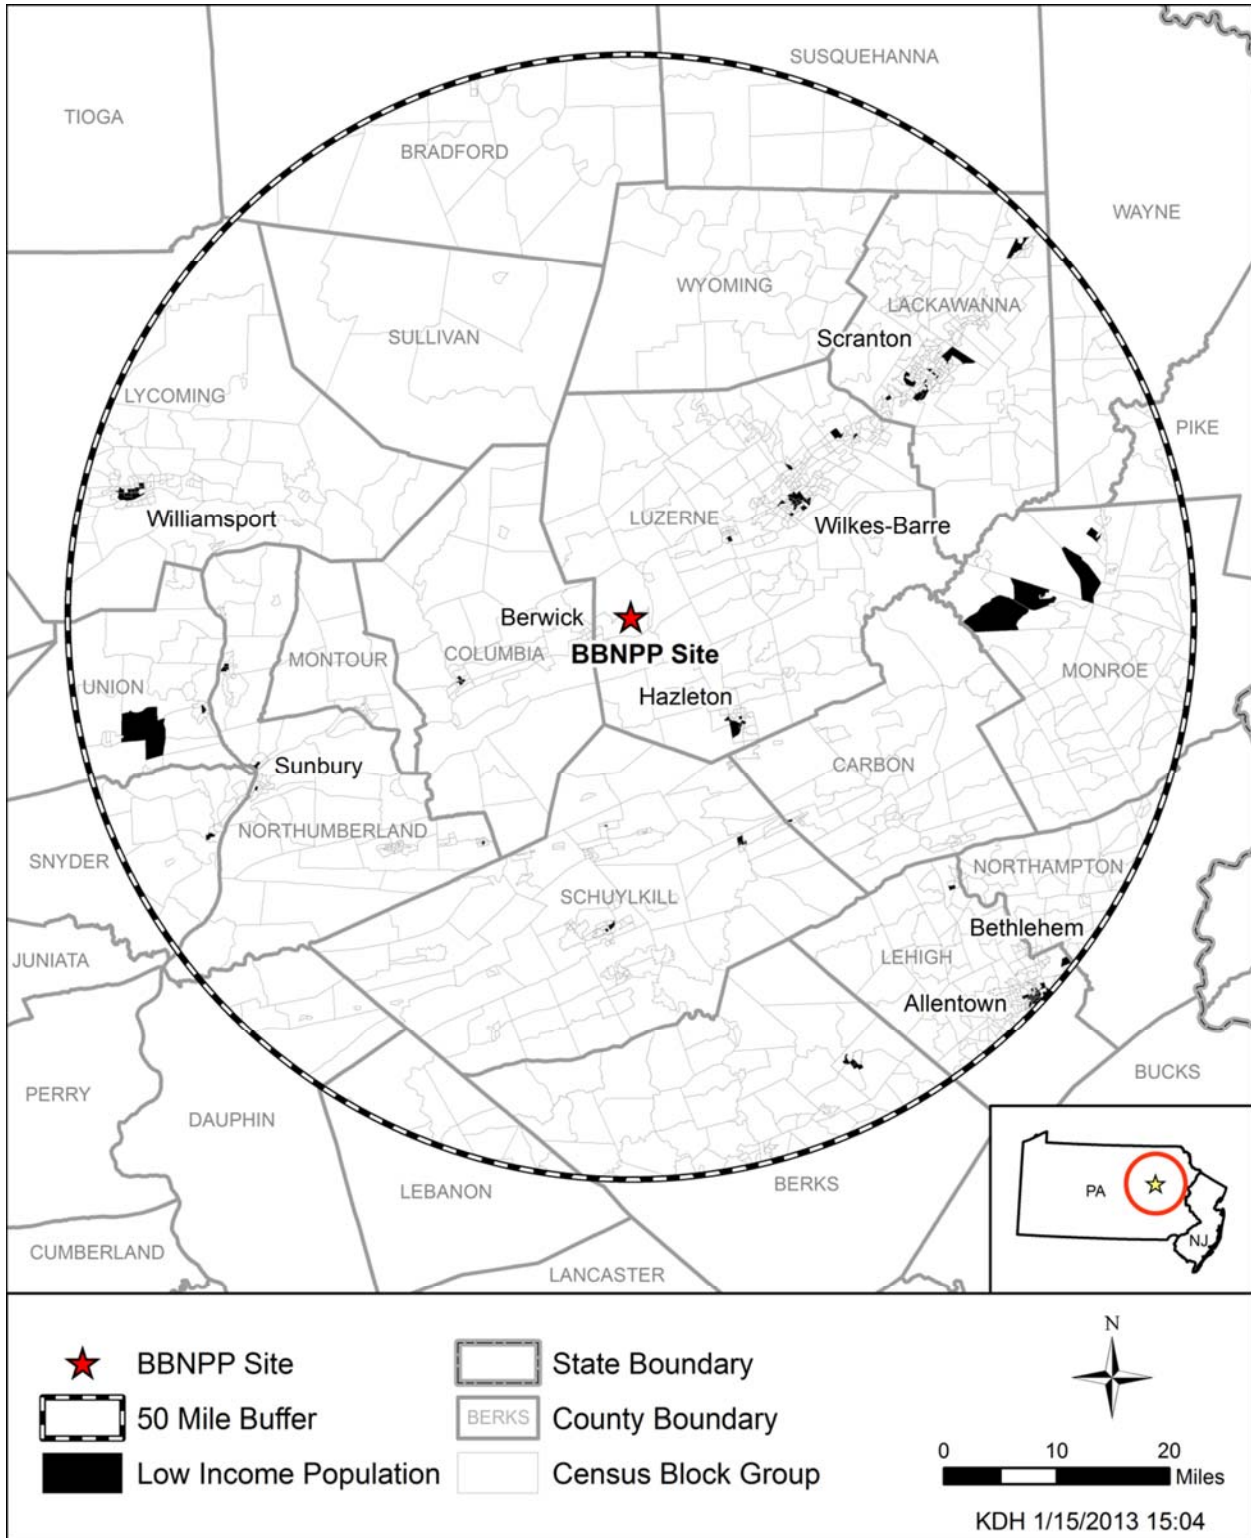 SUSQUEHANNA
TIOGA
BRADFORD
WAYNE
WYOMING
LACKAWANNA
Scranton
SULLIVAN
LYCOMING
PIKE
Williamsport
LUZERNE
Wilkes-Barre
Berwick
BBNPP Site
COLUMBIA
MONTOUR
UNION
MONROE
Hazleton
Sunbury
CARBON
NORTHUMBERLAND
SNYDER
NORTHAMPTON
SCHUYLKILL
Bethlehem
JUNIATA
LEHIGH
Allentown
BUCKS
PERRY
DAUPHIN
LEBANON
BERKS
CUMBERLAND
LANCASTER
PA
NJ
BBNPP Site
50 Mile Buffer
Low Income Population
State Boundary
BERKS County Boundary
Census Block Group
N
0 10 20
Miles
KDH 1/15/2013 15:04